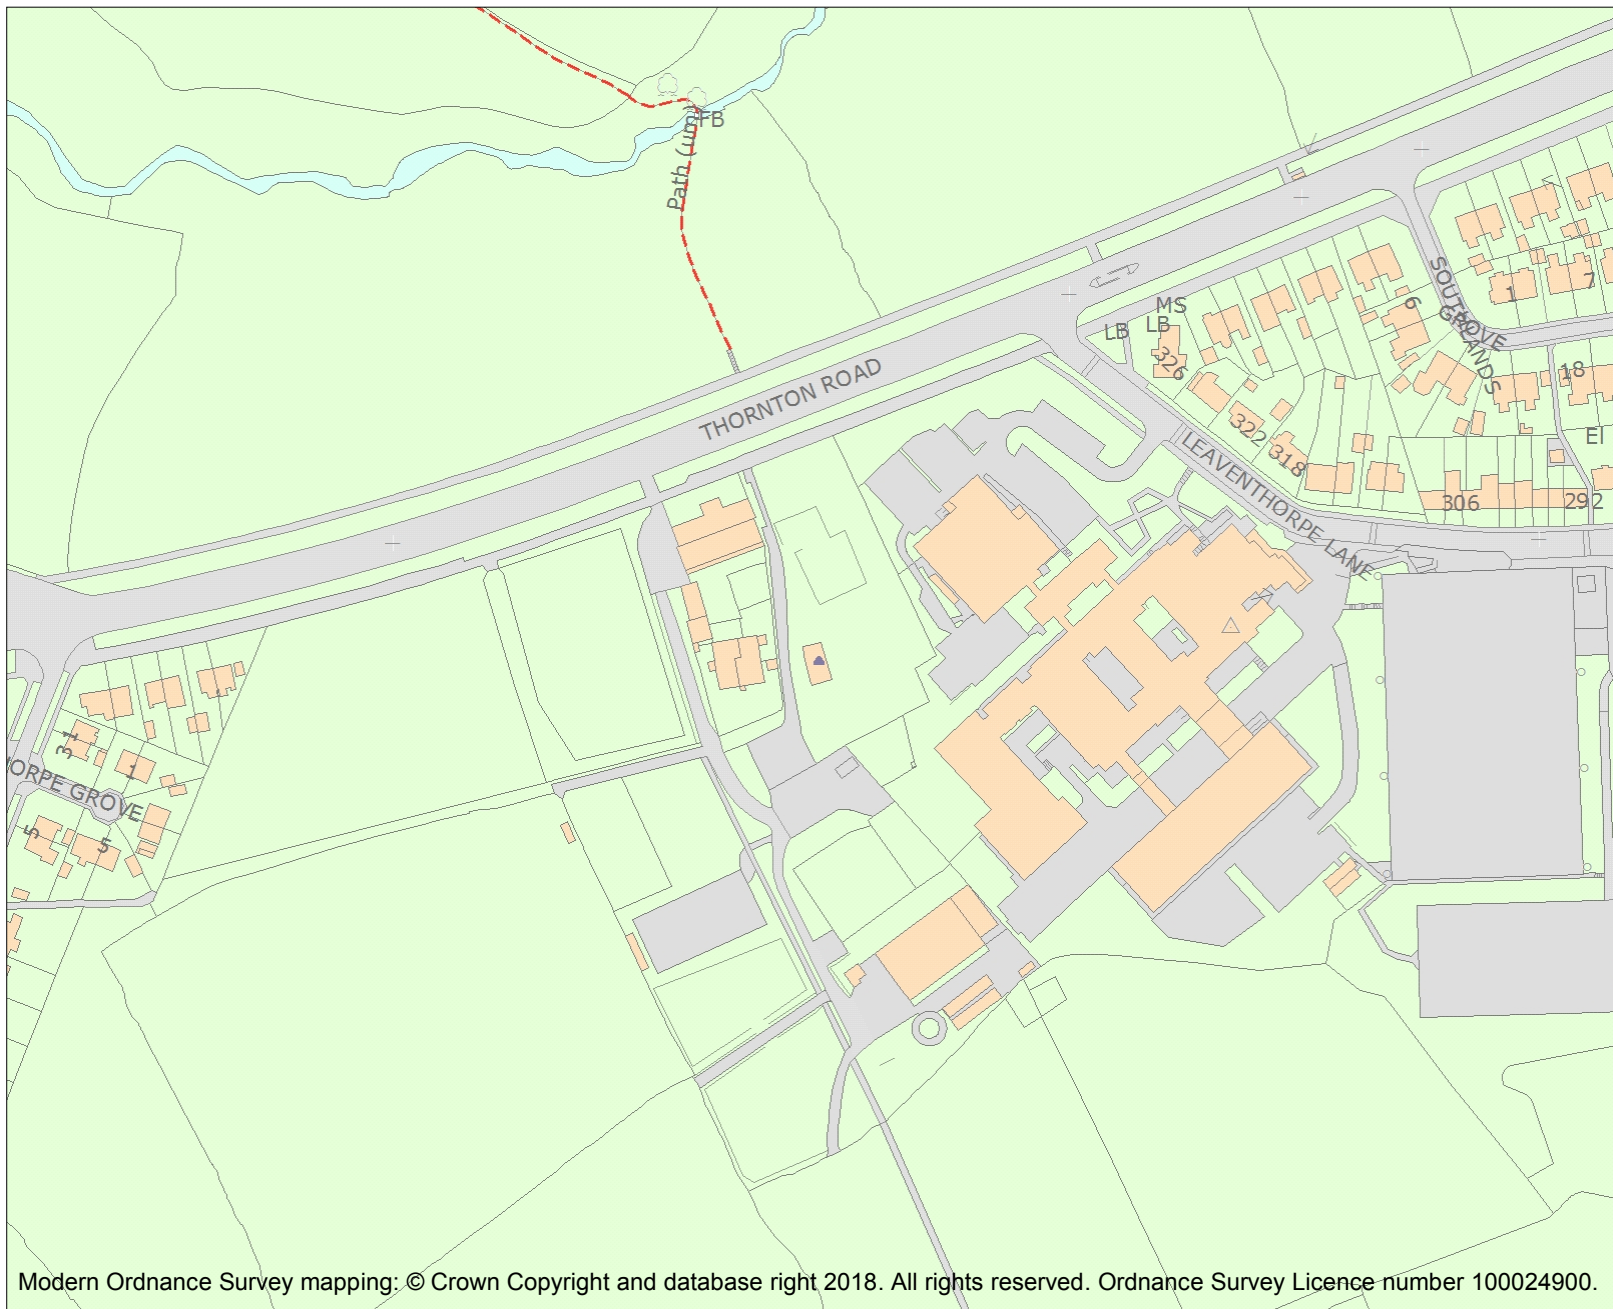 Path (um)
FB
THORNTON ROAD
MS
LB
LB
326
322
318
LEAVENTHORPE LANE
SOUTHLANDS
GROVE
6
1
7
18
El
306
292
31
1
ORPE GROVE
5
5
Modern Ordnance Survey mapping: © Crown Copyright and database right 2018. All rights reserved. Ordnance Survey Licence number 100024900.